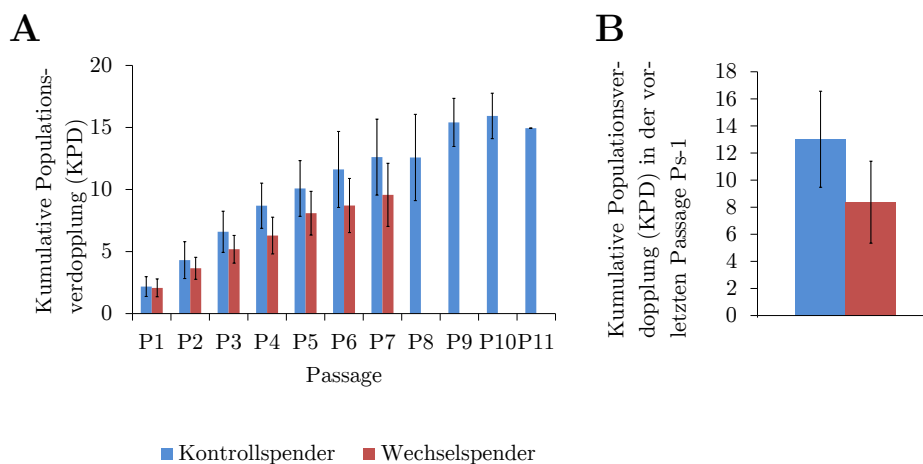 A
Kumulative Populations-
verdopplung (KPD)
20
15
10
5
0
P1 P2 P3 P4 P5 P6 P7 P8 P9 P10 P11
Passage
B
Kumulative Populationsver-
dopplung (KPD) in der vor-
letzten Passage Ps-1
18
16
14
12
10
8
6
4
2
0
Kontrollspender Wechselspender